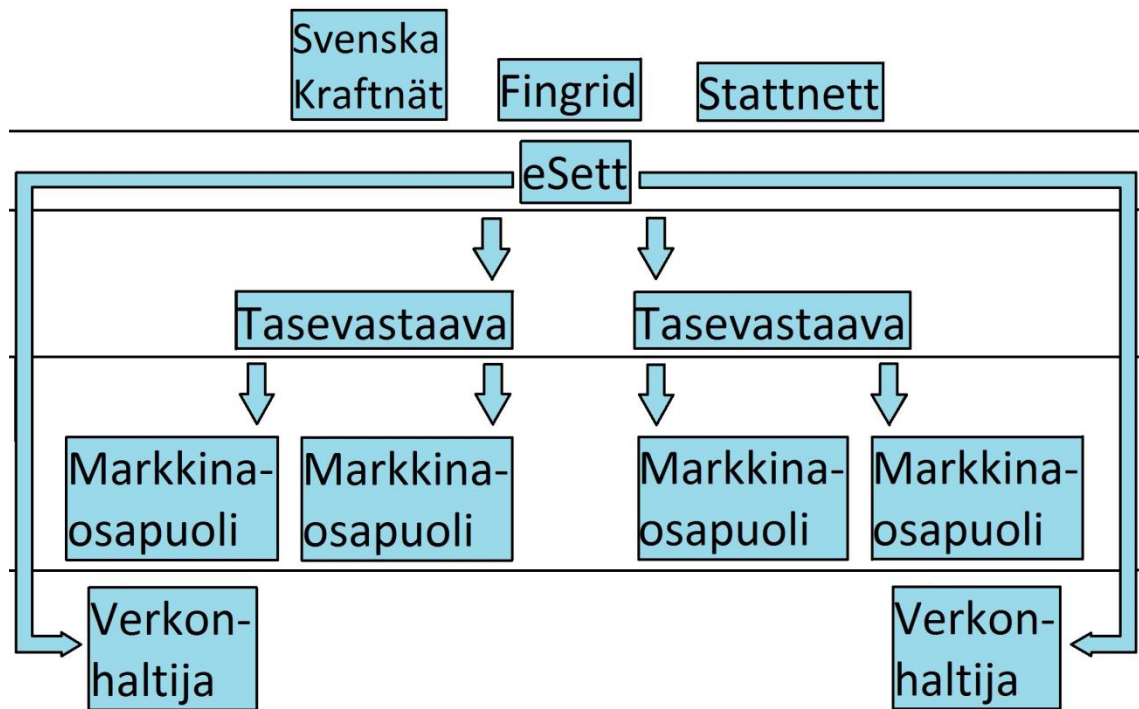 Svenska
Kraftnät
Fingrid
Stattnett
eSett
Tasevastaava
Tasevastaava
Markkina-
osapuoli
Markkina-
osapuoli
Markkina-
osapuoli
Markkina-
osapuoli
Verkon-
haltija
Verkon-
haltija